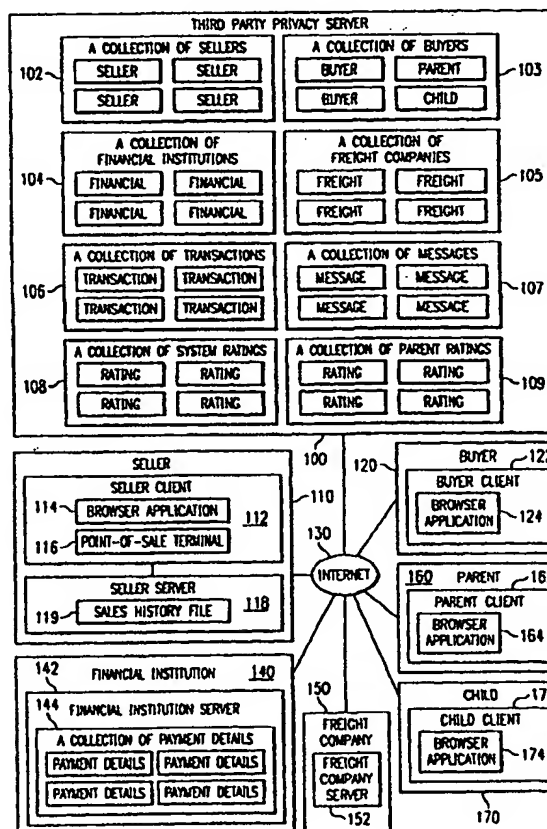 THIRD PARTY PRIVACY SERVER
A COLLECTION OF SELLERS
102
SELLER SELLER
SELLER SELLER
A COLLECTION OF BUYERS
BUYER PARENT
BUYER CHILD
103
A COLLECTION OF
FINANCIAL INSTITUTIONS
104
FINANCIAL FINANCIAL
FINANCIAL FINANCIAL
A COLLECTION OF
FREIGHT COMPANIES
FREIGHT FREIGHT
FREIGHT FREIGHT
105
A COLLECTION OF TRANSACTIONS
106
TRANSACTION TRANSACTION
TRANSACTION TRANSACTION
A COLLECTION OF MESSAGES
MESSAGE MESSAGE
MESSAGE MESSAGE
107
A COLLECTION OF SYSTEM RATINGS
108
RATING RATING
RATING RATING
A COLLECTION OF PARENT RATINGS
RATING RATING
RATING RATING
109
100
SELLER
110
SELLER CLIENT
114
BROWSER APPLICATION
112
116
POINT-OF-SALE TERMINAL
SELLER SERVER
119
SALES HISTORY FILE
118
130
INTERNET
120
BUYER
122
BUYER CLIENT
BROWSER
APPLICATION
124
160
PARENT
16
PARENT CLIENT
BROWSER
APPLICATION
164
CHILD
17
CHILD CLIENT
BROWSER
APPLICATION
174
170
142
FINANCIAL INSTITUTION
140
144
FINANCIAL INSTITUTION SERVER
A COLLECTION OF PAYMENT DETAILS
PAYMENT DETAILS PAYMENT DETAILS
PAYMENT DETAILS PAYMENT DETAILS
150
FREIGHT
COMPANY
FREIGHT
COMPANY
SERVER
152